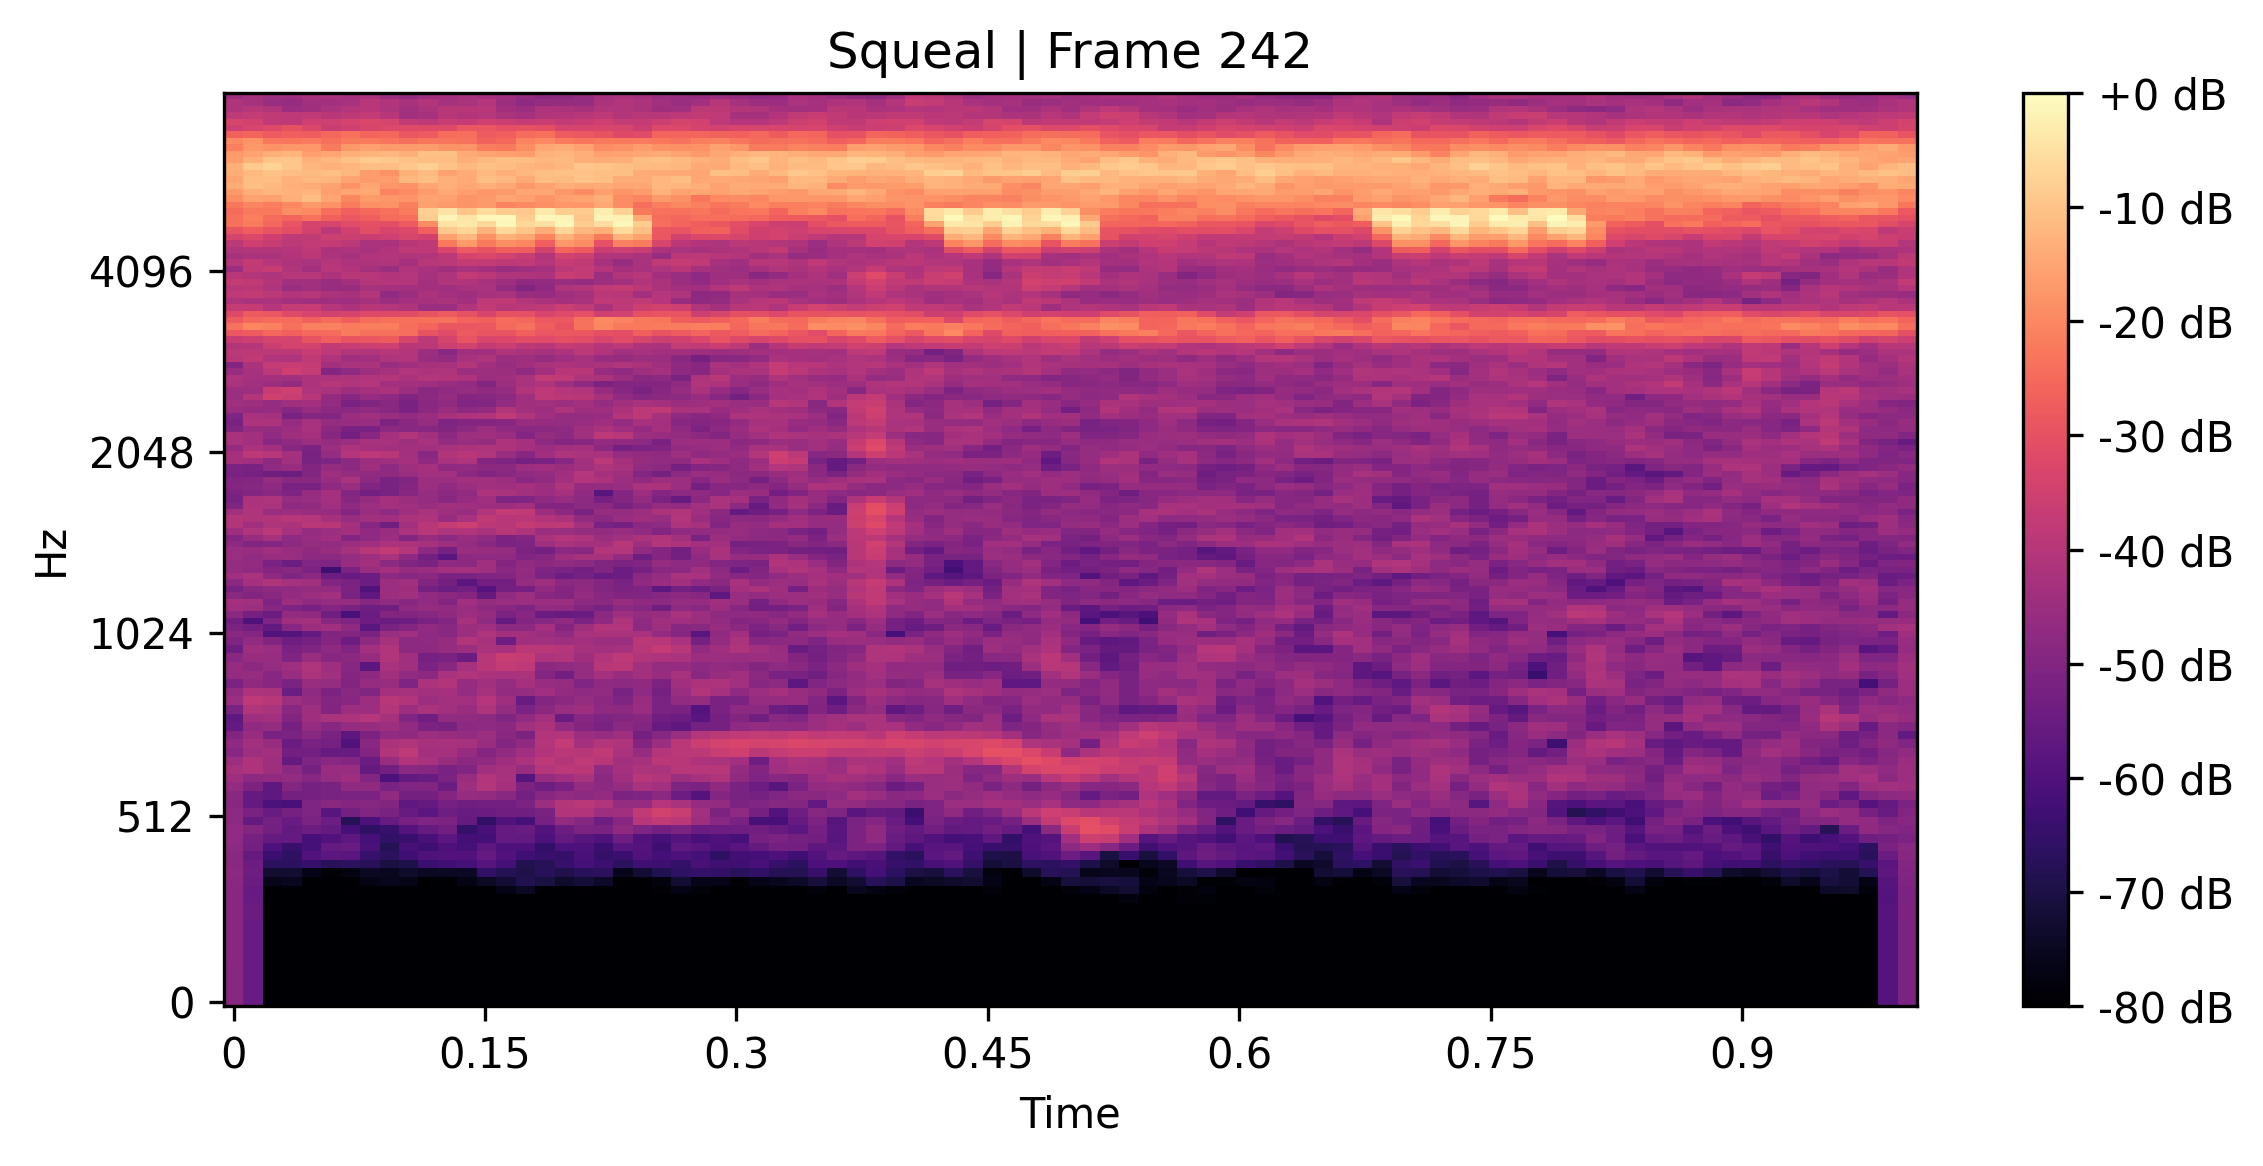 Squeal | Frame 242
Hz
4096
2048
1024
512
0
0 0.15 0.3 0.45 0.6 0.75 0.9
Time
+0 dB
-10 dB
-20 dB
-30 dB
-40 dB
-50 dB
-60 dB
-70 dB
-80 dB